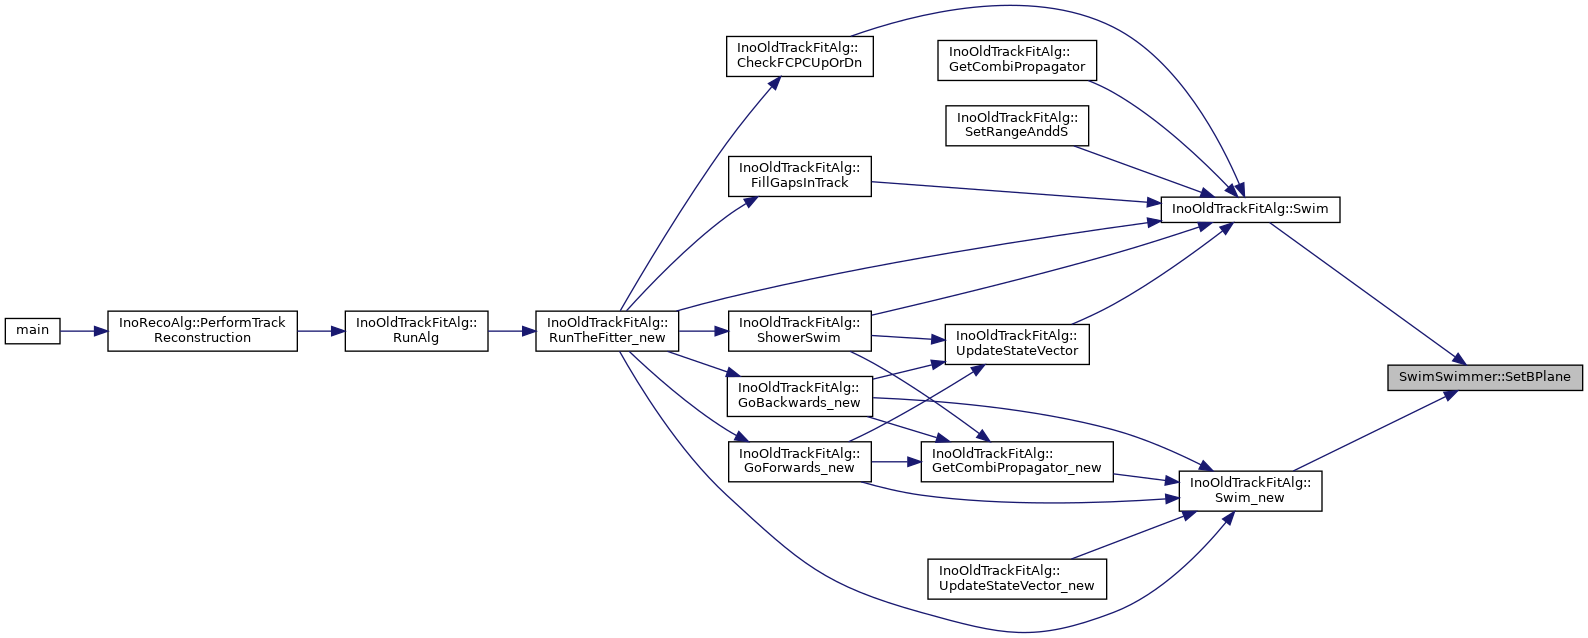 InoOldTrackFitAlg::
CheckFCPCUpOrDn
InoOldTrackFitAlg::
GetCombiPropagator
InoOldTrackFitAlg::
SetRangeAnddS
InoOldTrackFitAlg::
FillGapsInTrack
InoOldTrackFitAlg::Swim
main
InoRecoAlg::PerformTrack
Reconstruction
InoOldTrackFitAlg::
RunAlg
InoOldTrackFitAlg::
RunTheFitter_new
InoOldTrackFitAlg::
ShowerSwim
InoOldTrackFitAlg::
UpdateStateVector
SwimSwimmer::SetBPlane
InoOldTrackFitAlg::
GoBackwards_new
InoOldTrackFitAlg::
GoForwards_new
InoOldTrackFitAlg::
GetCombiPropagator_new
InoOldTrackFitAlg::
Swim_new
InoOldTrackFitAlg::
UpdateStateVector_new